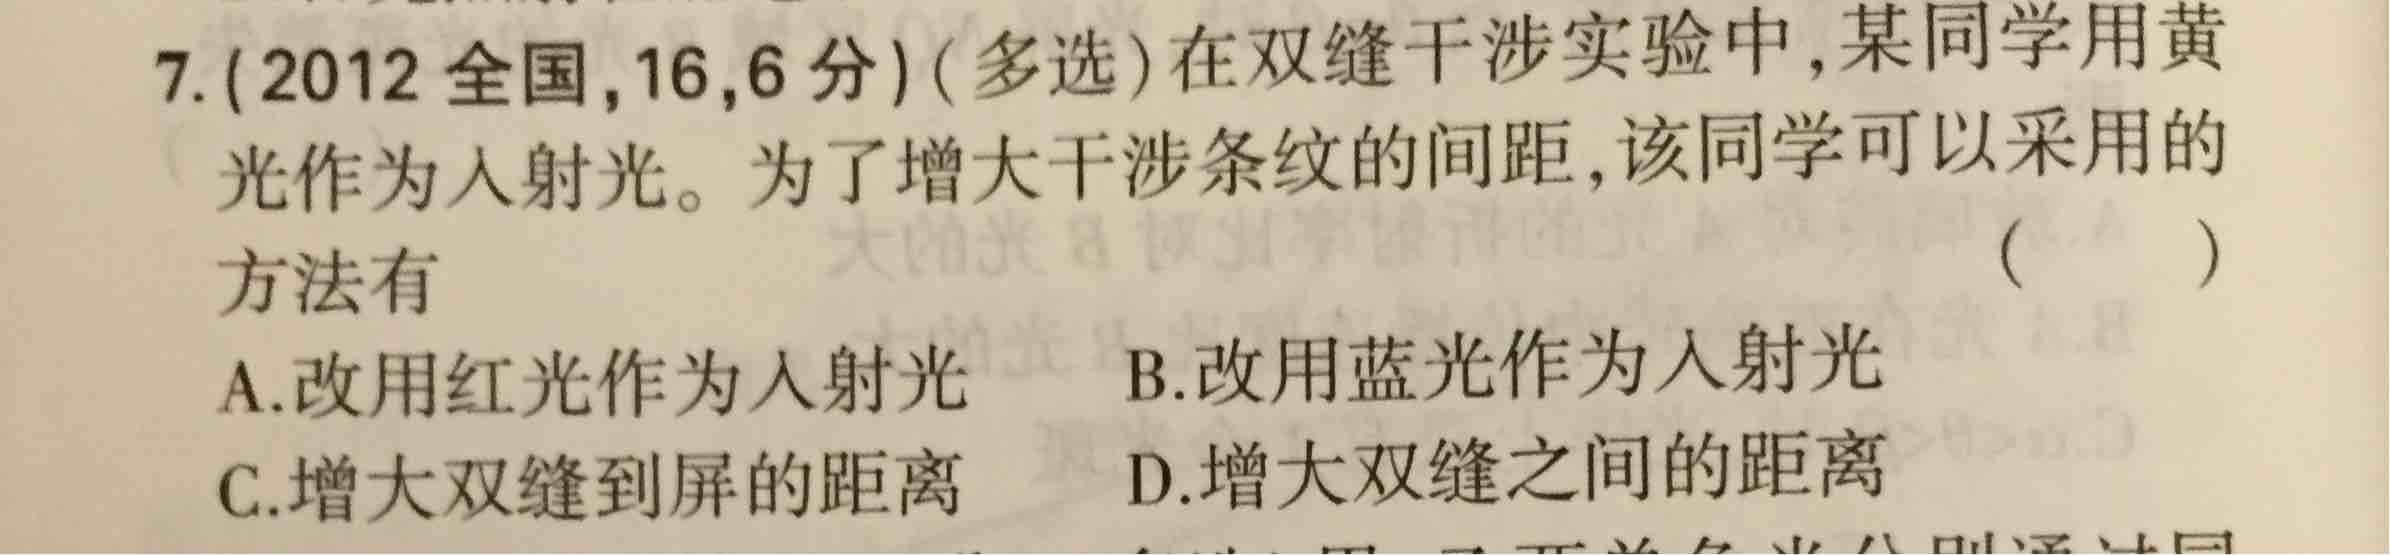 7.(2012 全国,16,6 分)(多选)在双缝干涉实验中,某同学用黄
光作为入射光。为了增大干涉条纹的间距,该同学可以采用的
方法有 ( )
A.改用红光作为入射光 B.改用蓝光作为入射光
C.增大双缝到屏的距离 D.增大双缝之间的距离